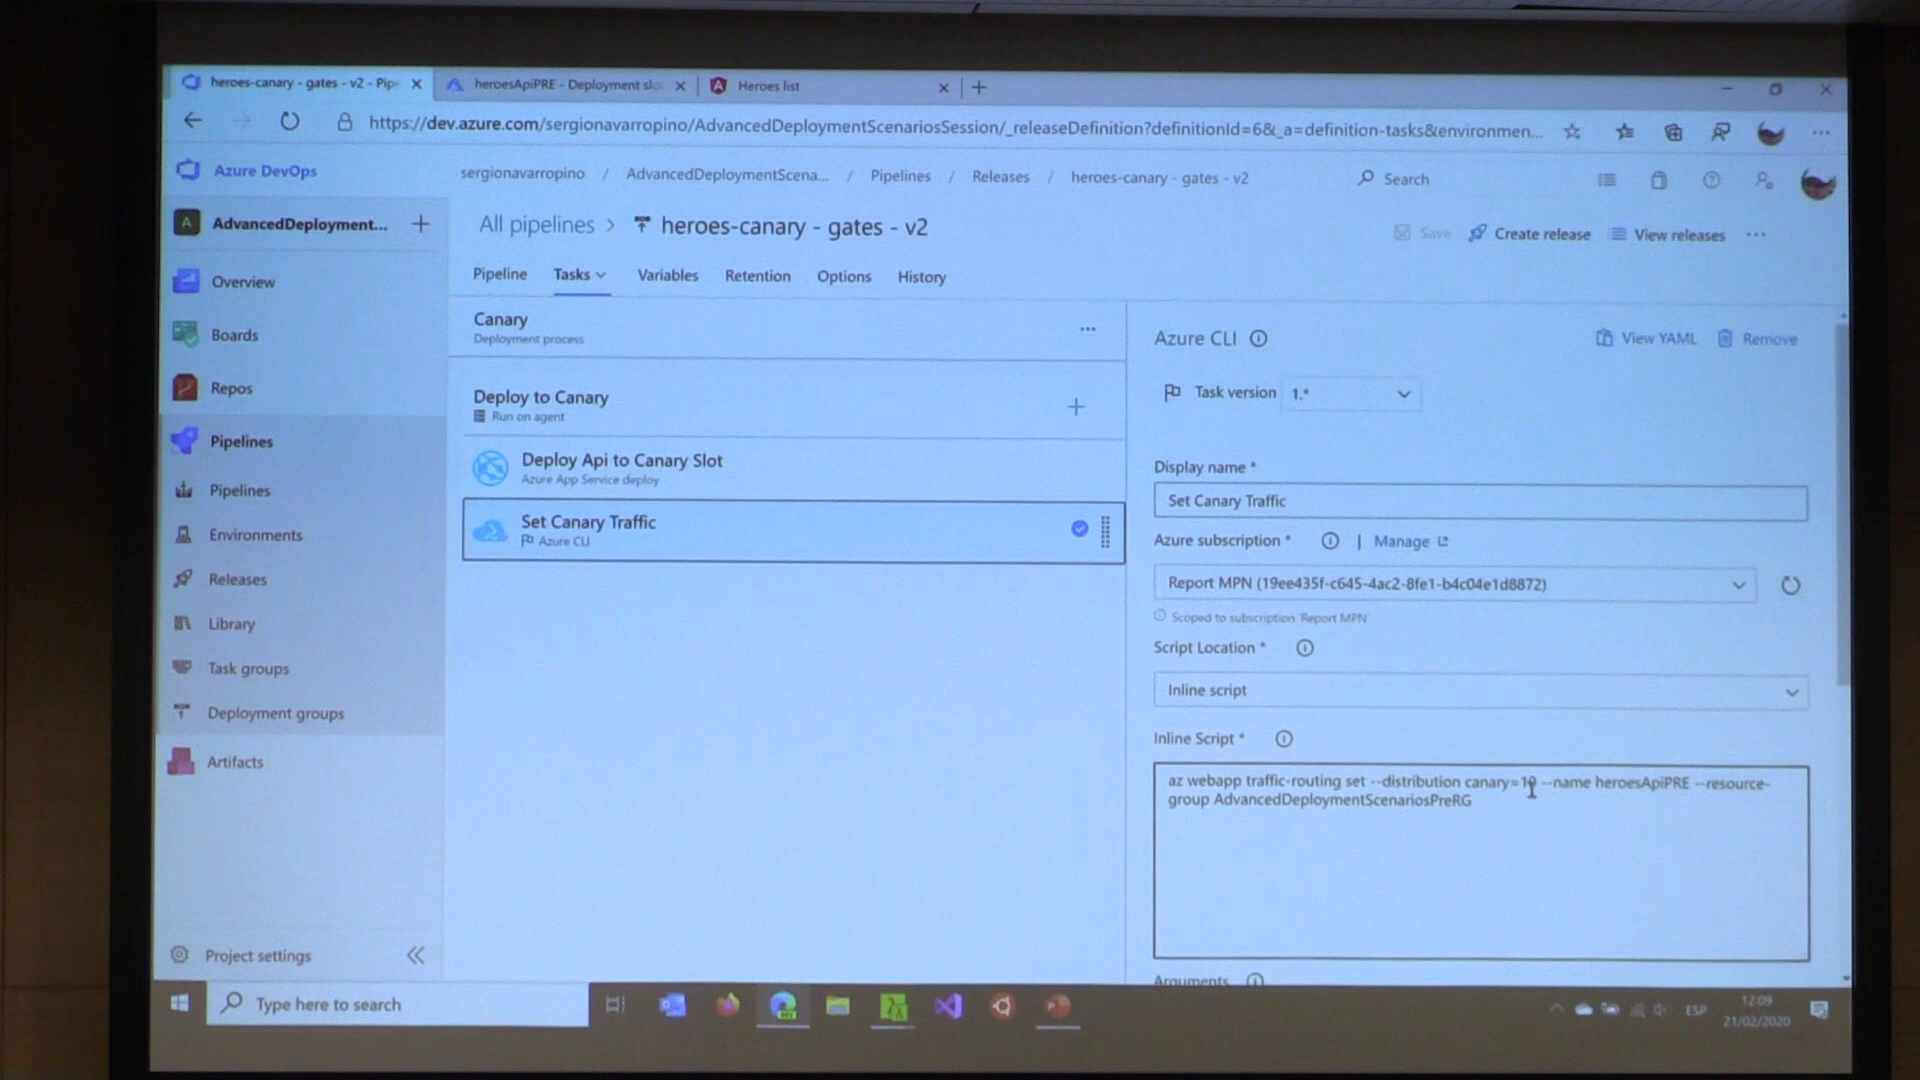 heroes-canary - gates - v2 - Pip
heroesApiPRE - Deployment slo
Heroes list
https://dev.azure.com/sergionavarropino/AdvancedDeploymentScenariosSession/_releaseDefinition?definitionId=6&_a=definition-tasks&environmen...
Azure DevOps
sergionavarropino / AdvancedDeploymentScena... / Pipelines / Releases / heroes-canary - gates - v2
Search
A AdvancedDeployment...
Overview
Boards
Repos
Pipelines
Pipelines
Environments
Releases
Library
Task groups
Deployment groups
Artifacts
Project settings
All pipelines > heroes-canary - gates - v2
Save Create release View releases ...
Pipeline Tasks Variables Retention Options History
Canary
Deployment process
Deploy to Canary
Run on agent
Deploy Api to Canary Slot
Azure App Service deploy
Set Canary Traffic
Azure CLI
Azure CLI
View YAML Remove
Task version 1.*
Display name *
Set Canary Traffic
Azure subscription * | Manage
Report MPN (19ee435f-c645-4ac2-8fe1-b4c04e1d8872)
Scoped to subscription 'Report MPN'
Script Location *
Inline script
Inline Script *
az webapp traffic-routing set --distribution canary=10 --name heroesApiPRE --resource-
group AdvancedDeploymentScenariosPreRG
Arguments
Type here to search
ESP
12:09
21/02/2020